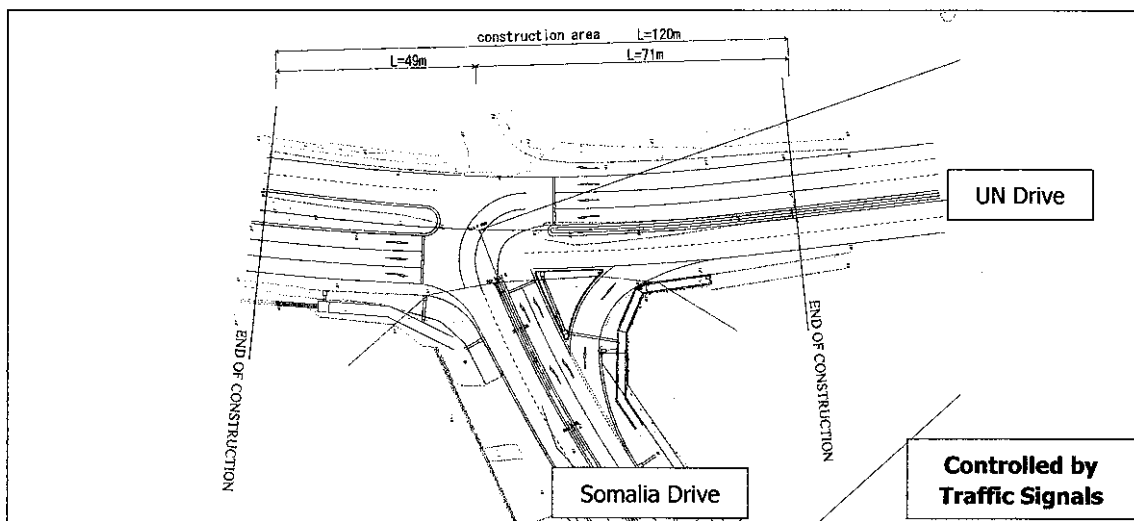 construction area L=120m
L=49m
L=71m
UN Drive
END OF CONSTRUCTION
END OF CONSTRUCTION
Somalia Drive
Controlled by
Traffic Signals